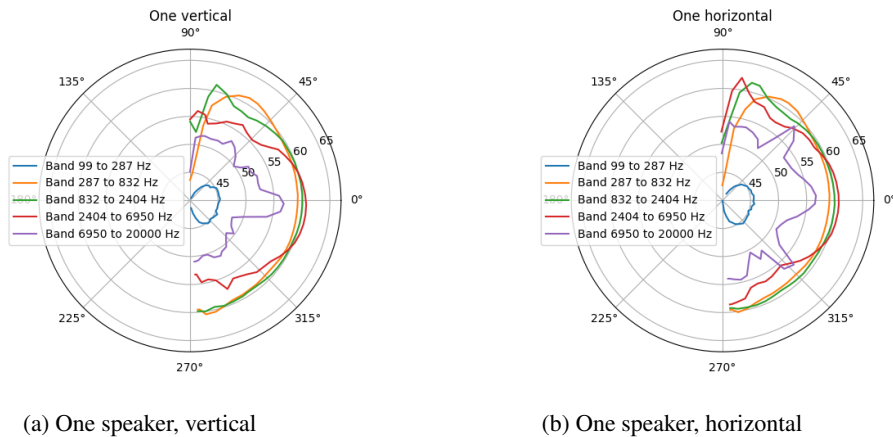 One vertical
90°
135°
45°
65
60
55
50
45
0°
180°
Band 99 to 287 Hz
Band 287 to 832 Hz
Band 832 to 2404 Hz
Band 2404 to 6950 Hz
Band 6950 to 20000 Hz
225°
315°
270°
(a) One speaker, vertical
One horizontal
90°
135°
45°
65
60
55
50
45
0°
180°
Band 99 to 287 Hz
Band 287 to 832 Hz
Band 832 to 2404 Hz
Band 2404 to 6950 Hz
Band 6950 to 20000 Hz
225°
315°
270°
(b) One speaker, horizontal